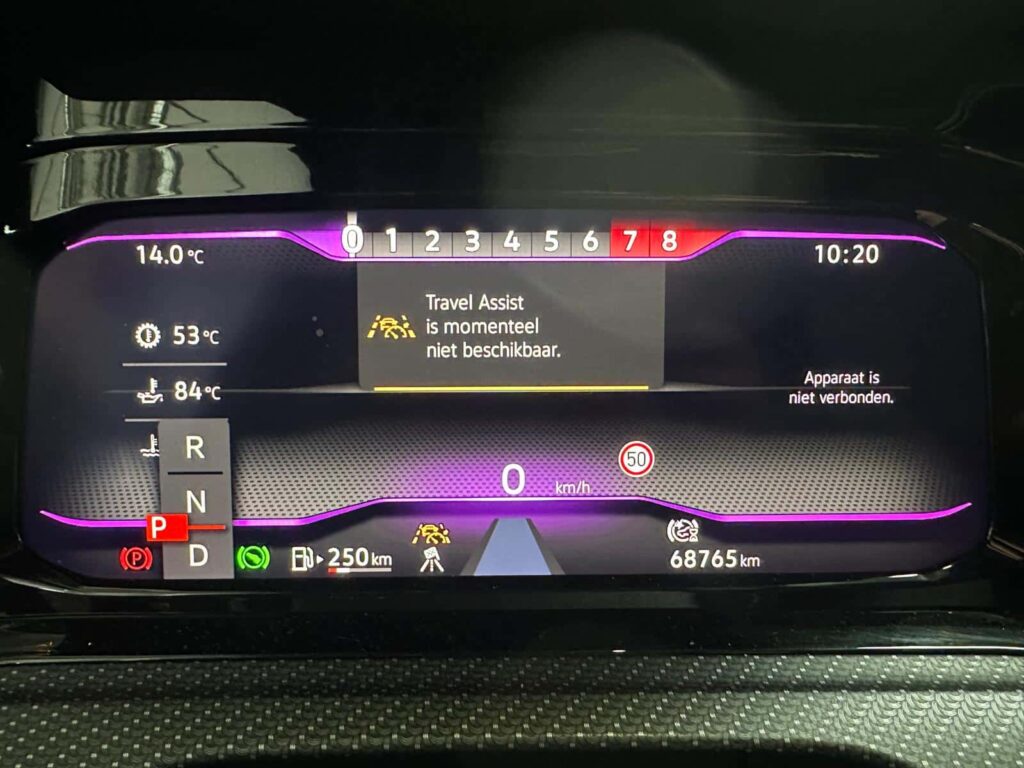 0 1 2 3 4 5 6 7 8
14.0 °C
10:20
Travel Assist
is momenteel
niet beschikbaar.
53 °C
84 °C
Apparaat is
niet verbonden.
R
N
P
D
50
0 km/h
P
250 km
68765 km